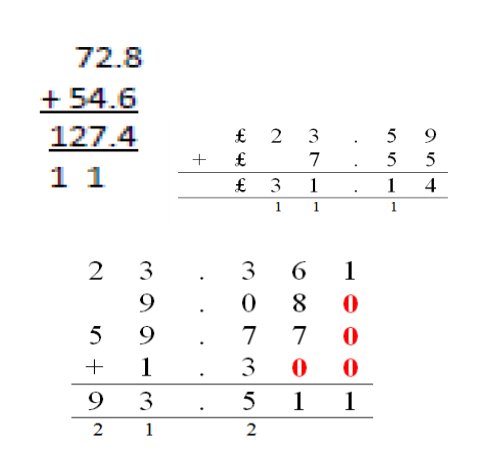 72.8
+ 54.6
127.4
1 1
£ 2 3 . 5 9
+ £ 7 . 5 5
£ 3 1 . 1 4
1 1 1
2 3 . 3 6 1
9 . 0 8 0
5 9 . 7 7 0
+ 1 . 3 0 0
9 3 . 5 1 1
2 1 2